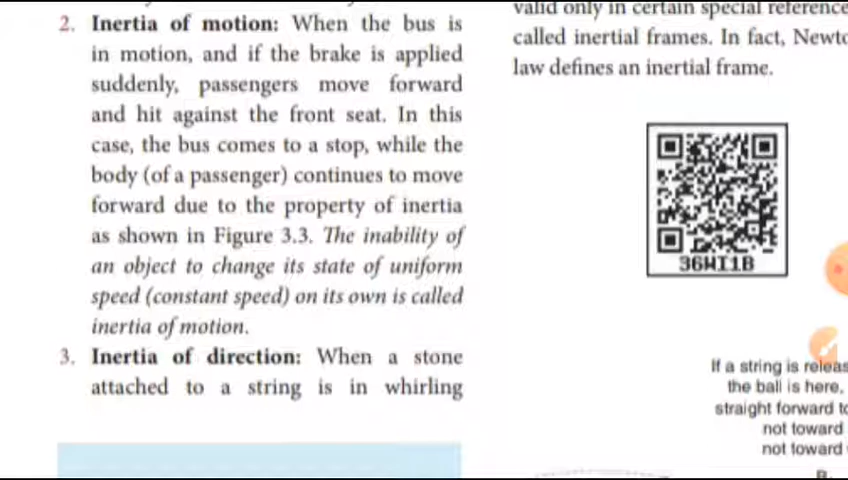 2. Inertia of motion: When the bus is
in motion, and if the brake is applied
suddenly, passengers move forward
and hit against the front seat. In this
case, the bus comes to a stop, while the
body (of a passenger) continues to move
forward due to the property of inertia
as shown in Figure 3.3. The inability of
an object to change its state of uniform
speed (constant speed) on its own is called
inertia of motion.
3. Inertia of direction: When a stone
attached to a string is in whirling
valid only in certain special reference
called inertial frames. In fact, Newto
law defines an inertial frame.
36WI1B
If a string is releas
the ball is here,
straight forward to
not toward
not toward